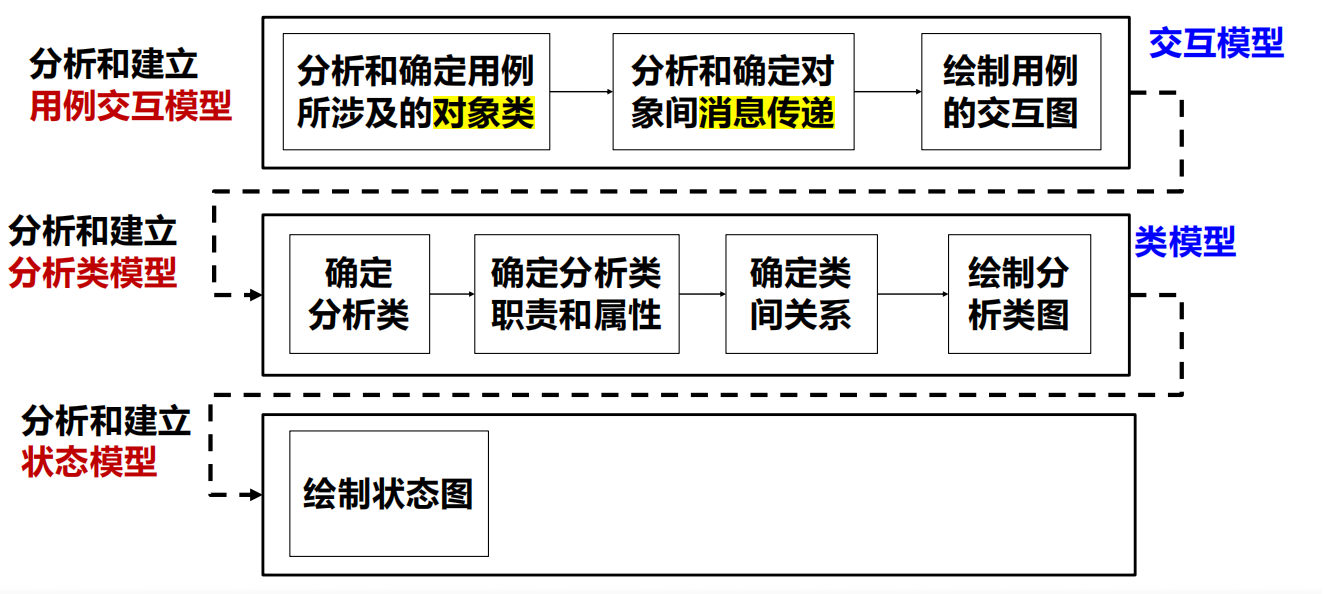 分析和建立
用例交互模型
分析和确定用例
所涉及的对象类
分析和确定对
象间消息传递
绘制用例
的交互图
交互模型
分析和建立
分析类模型
确定
分析类
确定分析类
职责和属性
确定类
间关系
绘制分
析类图
类模型
分析和建立
状态模型
绘制状态图